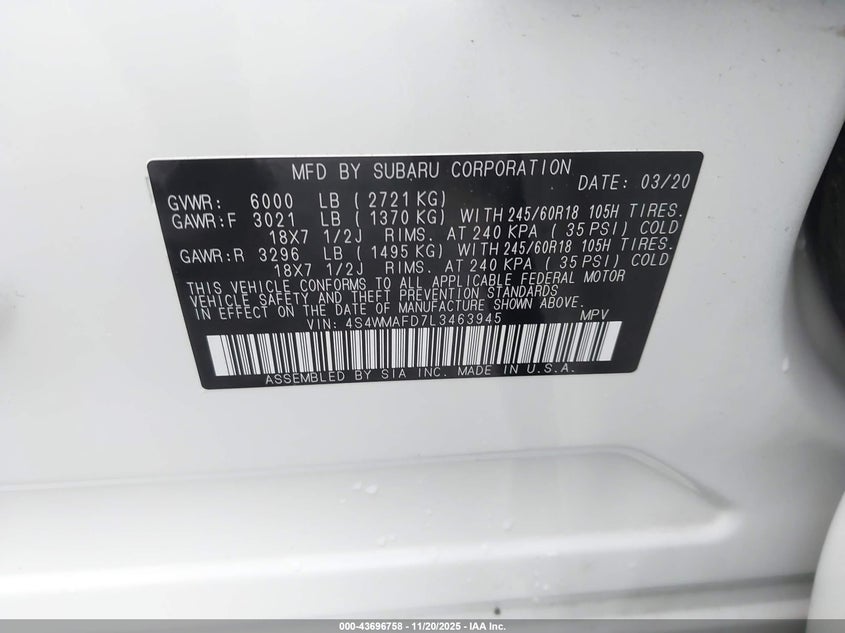 MFD BY SUBARU CORPORATION
DATE: 03/20
GVWR: 6000 LB ( 2721 KG)
GAWR:F 3021 LB ( 1370 KG) WITH 245/60R18 105H TIRES.
18X7 1/2J RIMS. AT 240 KPA ( 35 PSI) COLD
GAWR:R 3296 LB ( 1495 KG) WITH 245/60R18 105H TIRES.
18X7 1/2J RIMS. AT 240 KPA ( 35 PSI) COLD
THIS VEHICLE CONFORMS TO ALL APPLICABLE FEDERAL MOTOR
VEHICLE SAFETY AND THEFT PREVENTION STANDARDS
IN EFFECT ON THE DATE OF MANUFACTURE SHOWN ABOVE.
VIN: 4S4WMAFD7L3463945 MPV
ASSEMBLED BY SIA INC. MADE IN U.S.A.
000-43696758 - 11/20/2025 - IAA Inc.